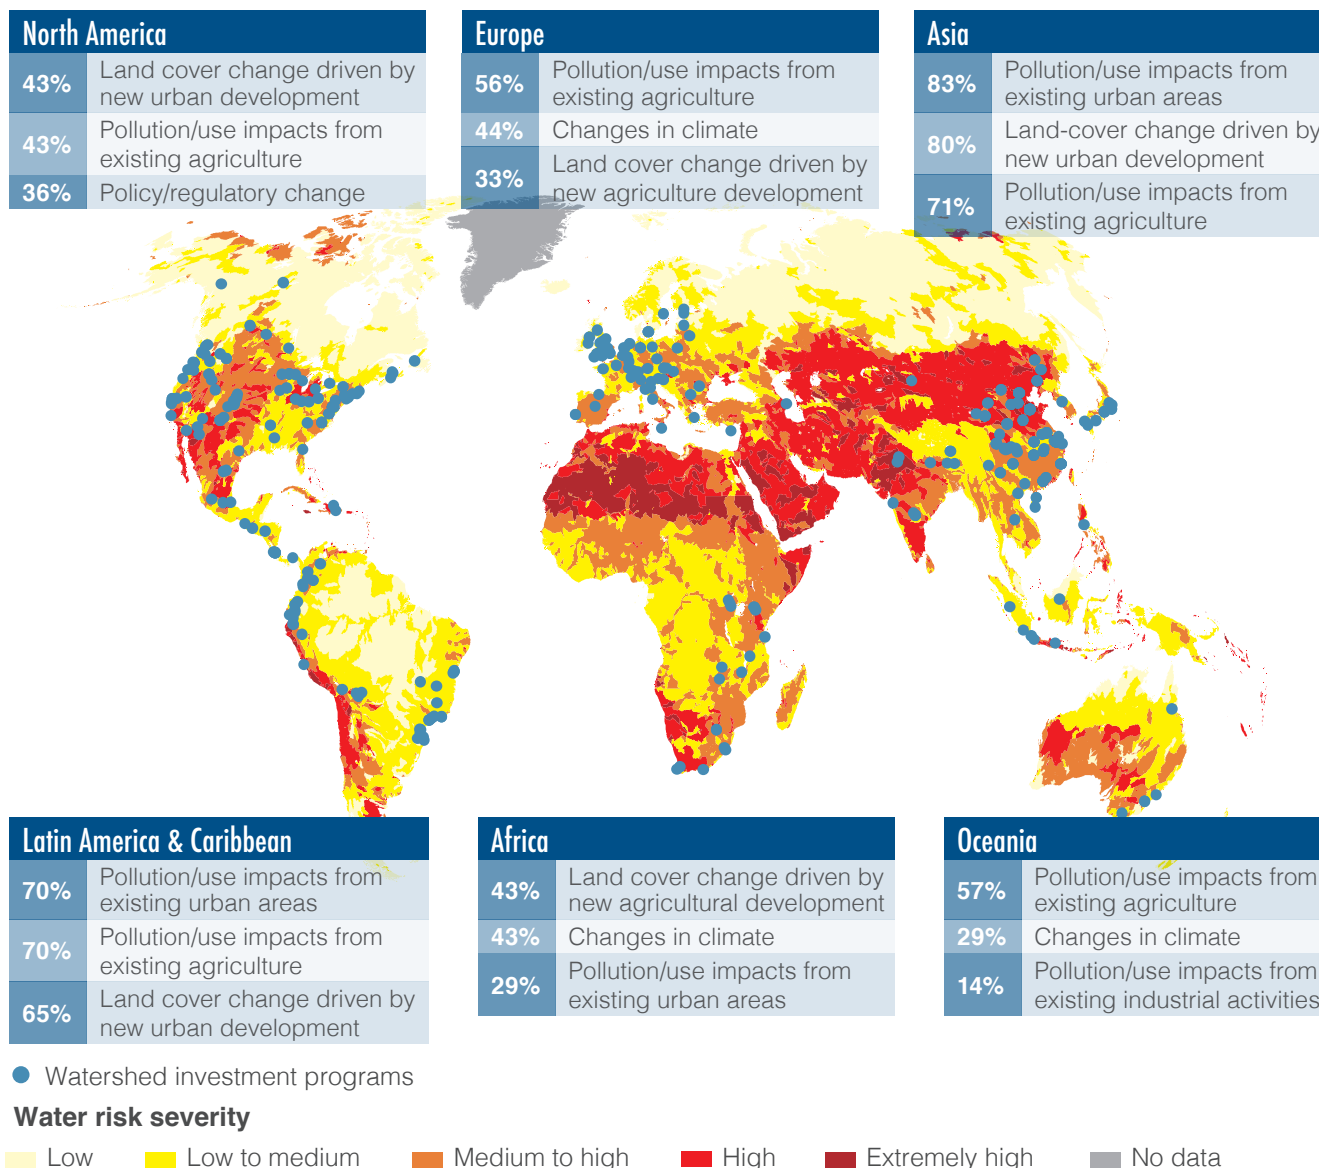 North America
43% Land cover change driven by
new urban development
43% Pollution/use impacts from
existing agriculture
36% Policy/regulatory change
Europe
56% Pollution/use impacts from
existing agriculture
44% Changes in climate
33% Land cover change driven by
new agriculture development
Asia
83% Pollution/use impacts from
existing urban areas
80% Land-cover change driven by
new urban development
71% Pollution/use impacts from
existing agriculture
Latin America & Caribbean
70% Pollution/use impacts from
existing urban areas
70% Pollution/use impacts from
existing agriculture
65% Land cover change driven by
new urban development
Africa
43% Land cover change driven by
new agricultural development
43% Changes in climate
29% Pollution/use impacts from
existing urban areas
Oceania
57% Pollution/use impacts from
existing agriculture
29% Changes in climate
14% Pollution/use impacts from
existing industrial activities
Watershed investment programs
Water risk severity
Low Low to medium Medium to high High Extremely high No data